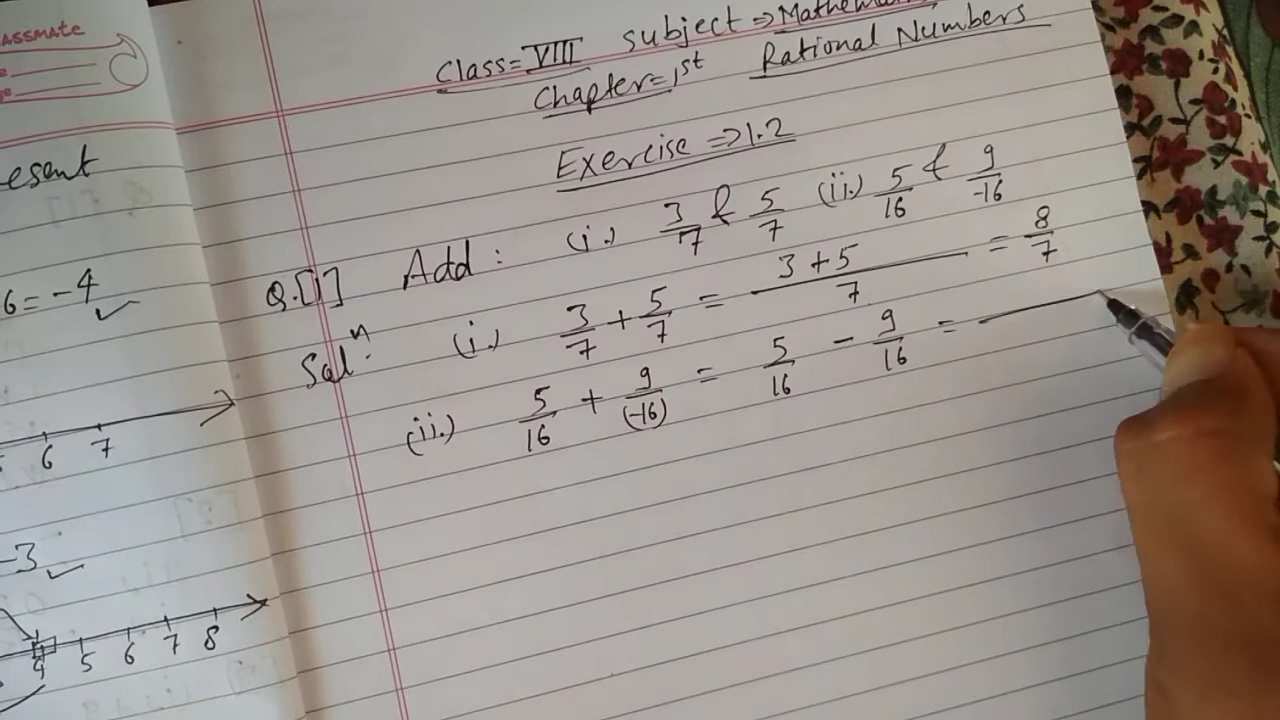 ASSMATE
esent
6 = -4
6 7
-3
4 5 6 7 8
Class = VIII subject ⇒ Mathema
Chapter = 1st Rational Numbers
Exercise ⇒ 1.2
Q.[1] Add : (i.) 3/7 & 5/7 (ii.) 5/16 & 9/-16
Solⁿ: (i.) 3/7 + 5/7 = 3+5/7 = 8/7
(ii.) 5/16 + 9/(-16) = 5/16 - 9/16 =